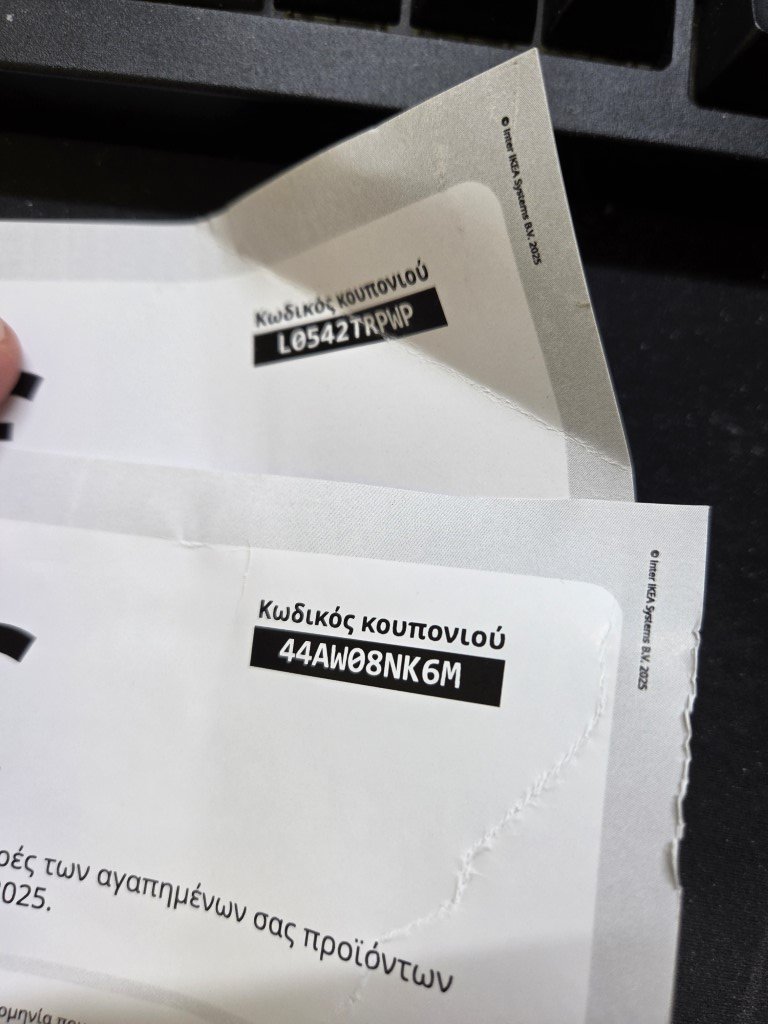 © Inter IKEA Systems B.V. 2025
Κωδικός κουπονιού
L0542TRPWP
© Inter IKEA Systems B.V. 2025
Κωδικός κουπονιού
44AW08NK6M
των αγαπημένων σας προϊόντων
2025.